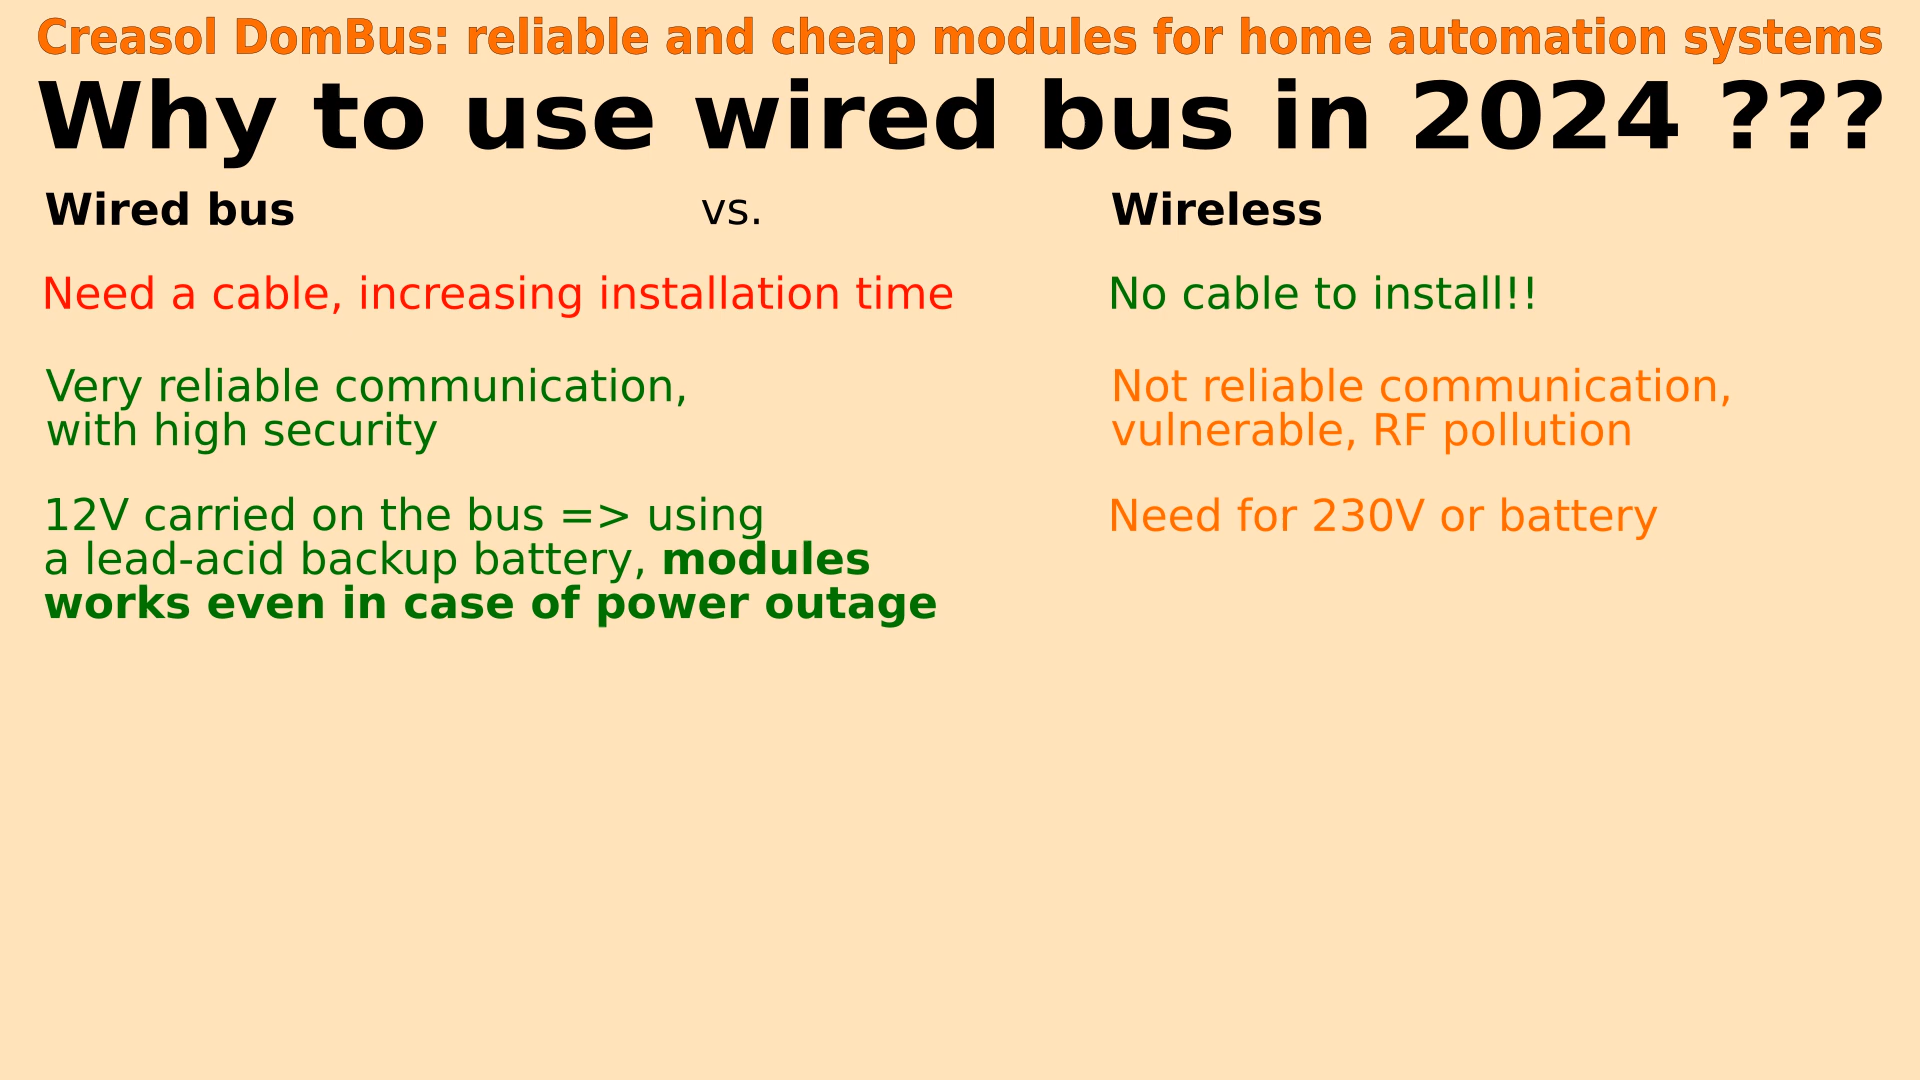 Creasol DomBus: reliable and cheap modules for home automation systems
Why to use wired bus in 2024 ???
Wired bus vs. Wireless
Need a cable, increasing installation time
No cable to install!!
Very reliable communication,
with high security
Not reliable communication,
vulnerable, RF pollution
12V carried on the bus => using
a lead-acid backup battery, modules
works even in case of power outage
Need for 230V or battery